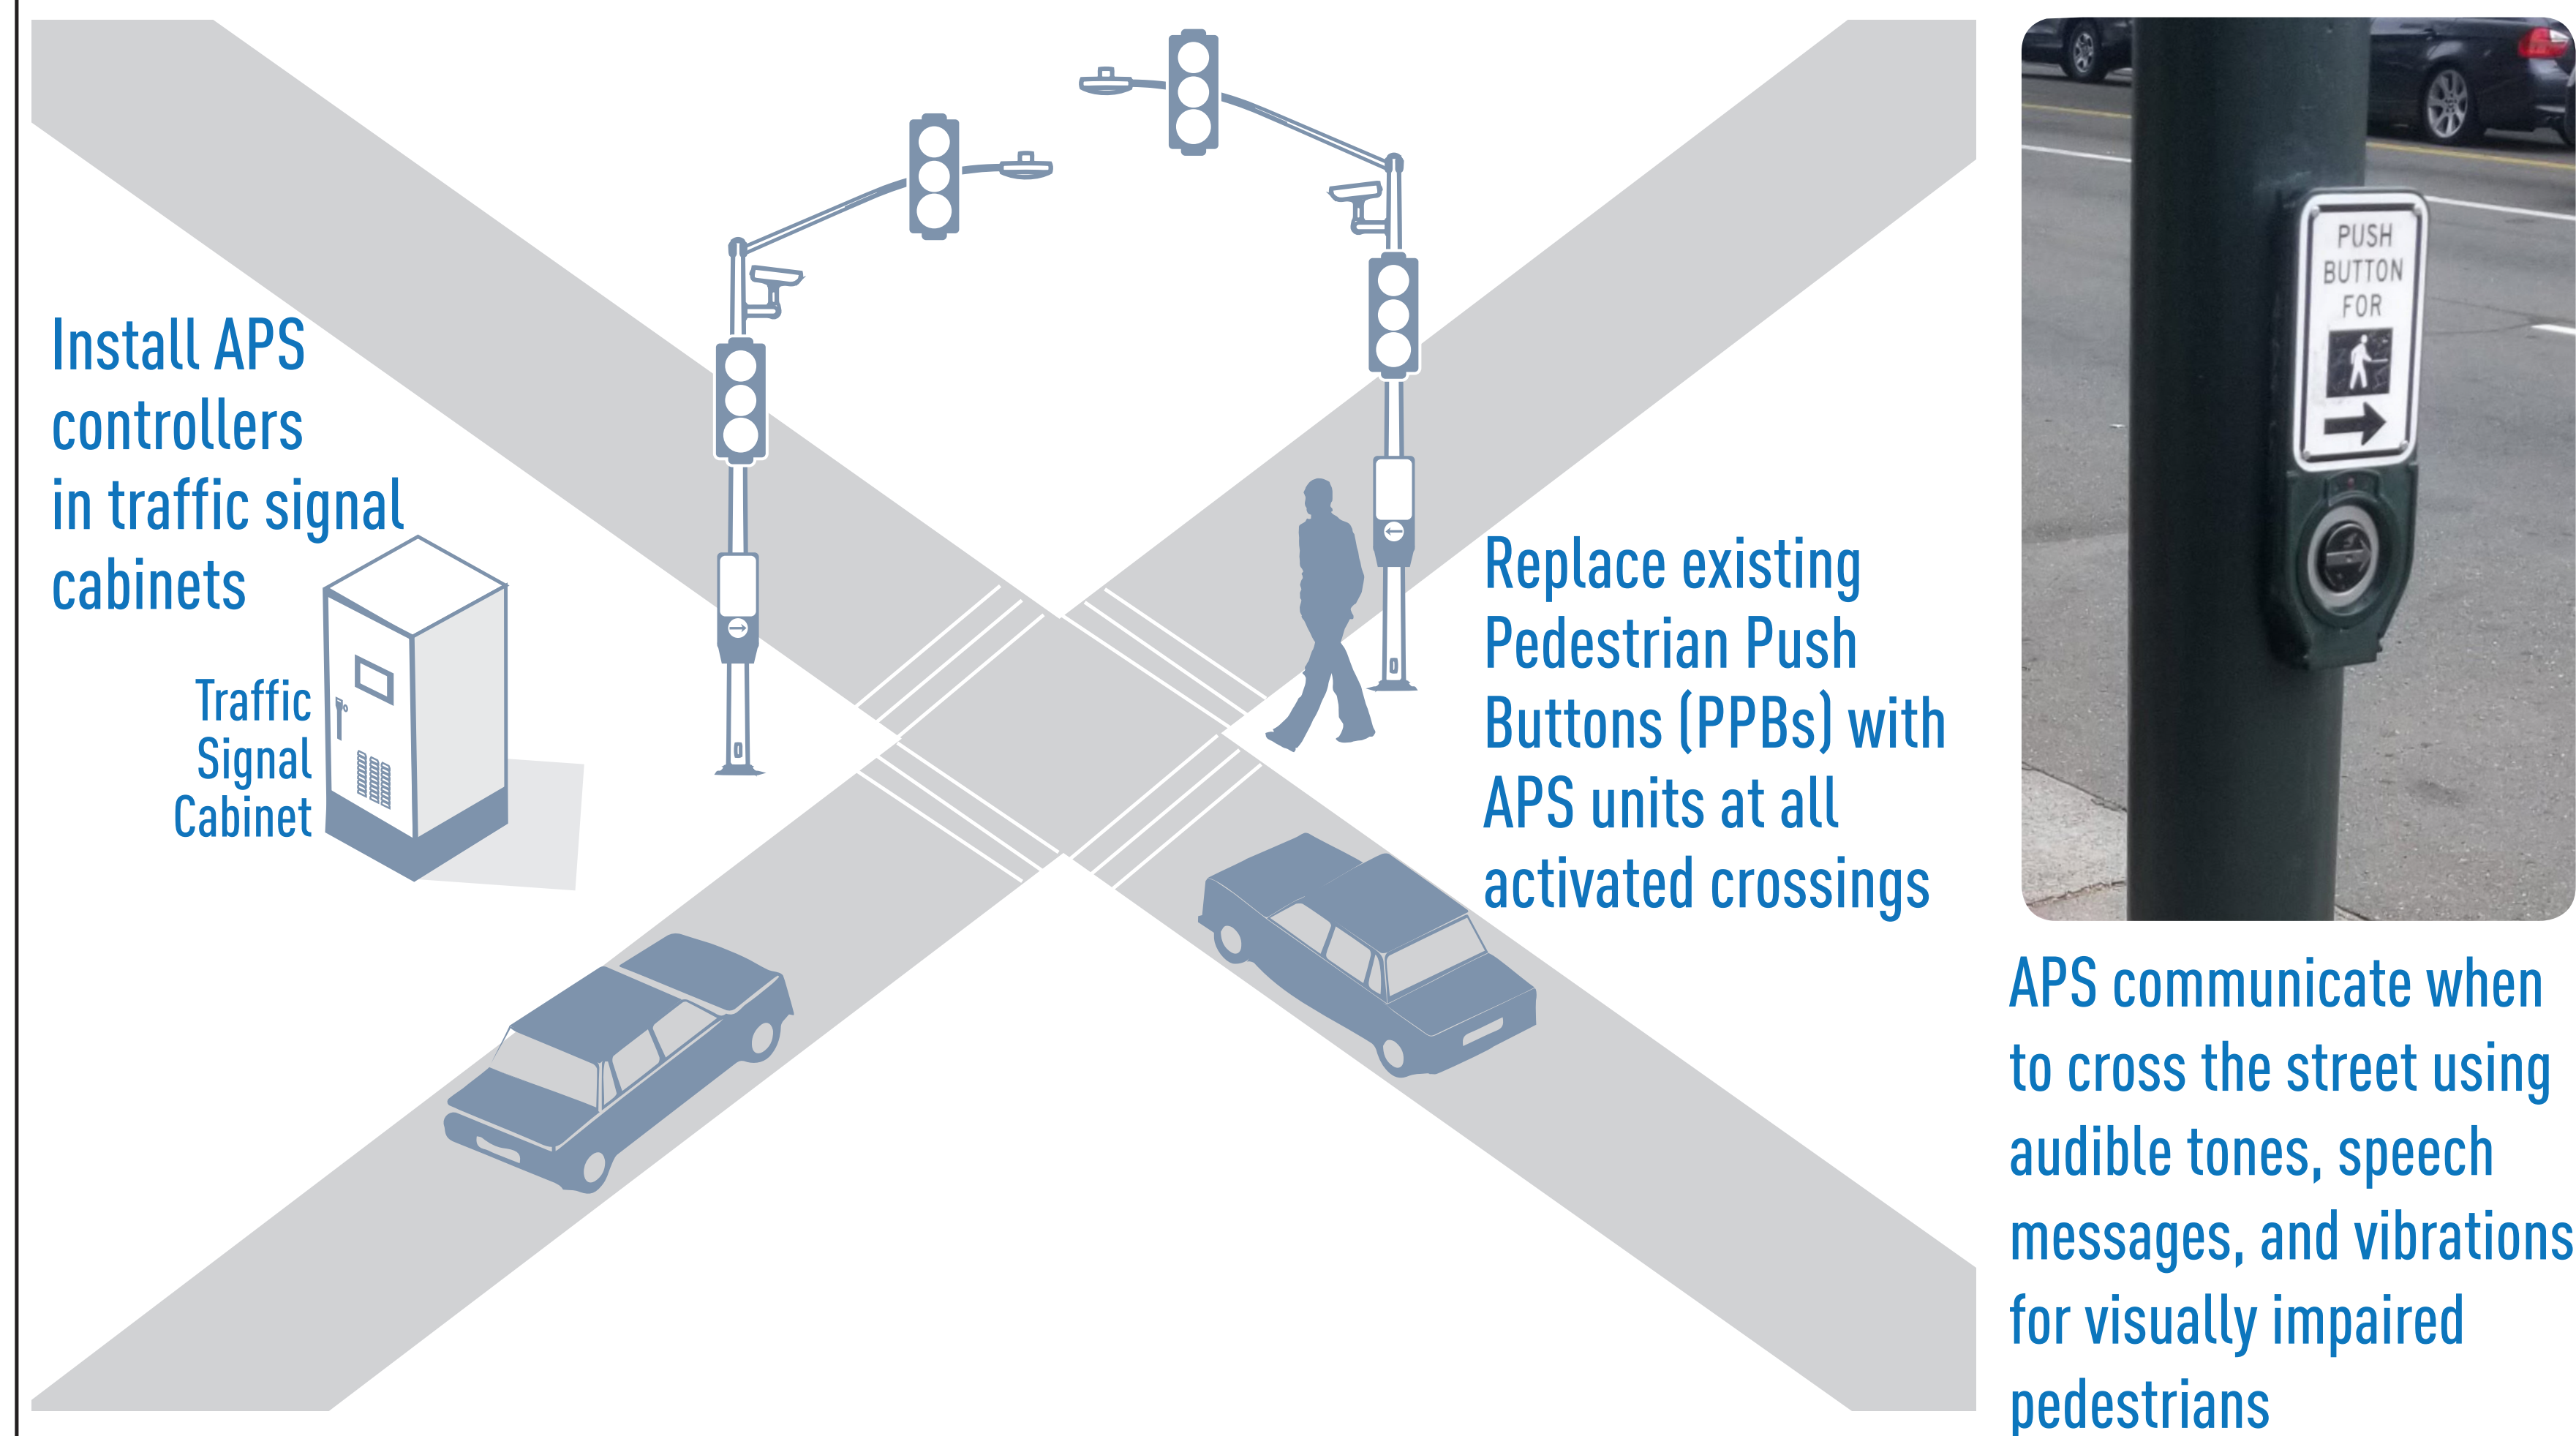 Install APS
controllers
in traffic signal
cabinets
Traffic
Signal
Cabinet
Replace existing
Pedestrian Push
Buttons (PPBs) with
APS units at all
activated crossings
PUSH
BUTTON
FOR
APS communicate when
to cross the street using
audible tones, speech
messages, and vibrations
for visually impaired
pedestrians